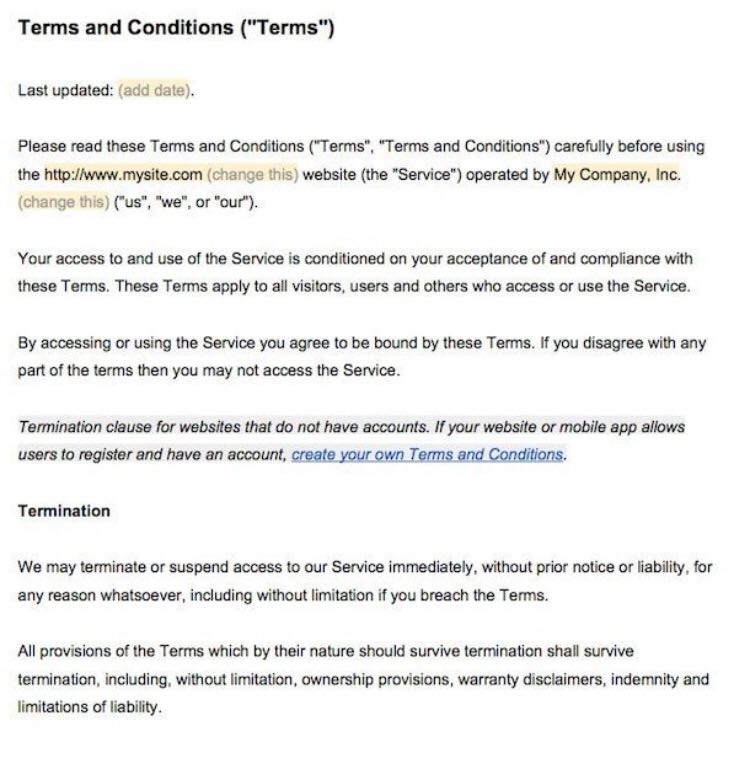 Terms and Conditions ("Terms")
Last updated: (add date).
Please read these Terms and Conditions ("Terms", "Terms and Conditions") carefully before using
the http://www.mysite.com (change this) website (the "Service") operated by My Company, Inc.
(change this) ("us", "we", or "our").
Your access to and use of the Service is conditioned on your acceptance of and compliance with
these Terms. These Terms apply to all visitors, users and others who access or use the Service.
By accessing or using the Service you agree to be bound by these Terms. If you disagree with any
part of the terms then you may not access the Service.
Termination clause for websites that do not have accounts. If your website or mobile app allows
users to register and have an account, create your own Terms and Conditions.
Termination
We may terminate or suspend access to our Service immediately, without prior notice or liability, for
any reason whatsoever, including without limitation if you breach the Terms.
All provisions of the Terms which by their nature should survive termination shall survive
termination, including, without limitation, ownership provisions, warranty disclaimers, indemnity and
limitations of liability.